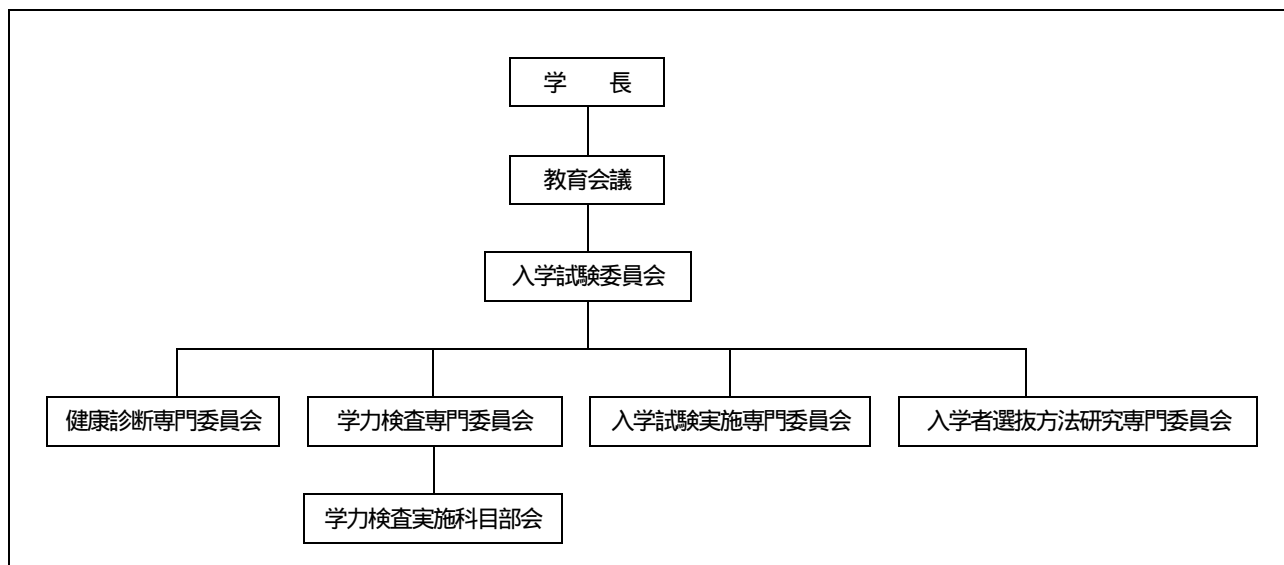 学　　長
教育会議
入学試験委員会
健康診断専門委員会
学力検査専門委員会
入学試験実施専門委員会
入学者選抜方法研究専門委員会
学力検査実施科目部会